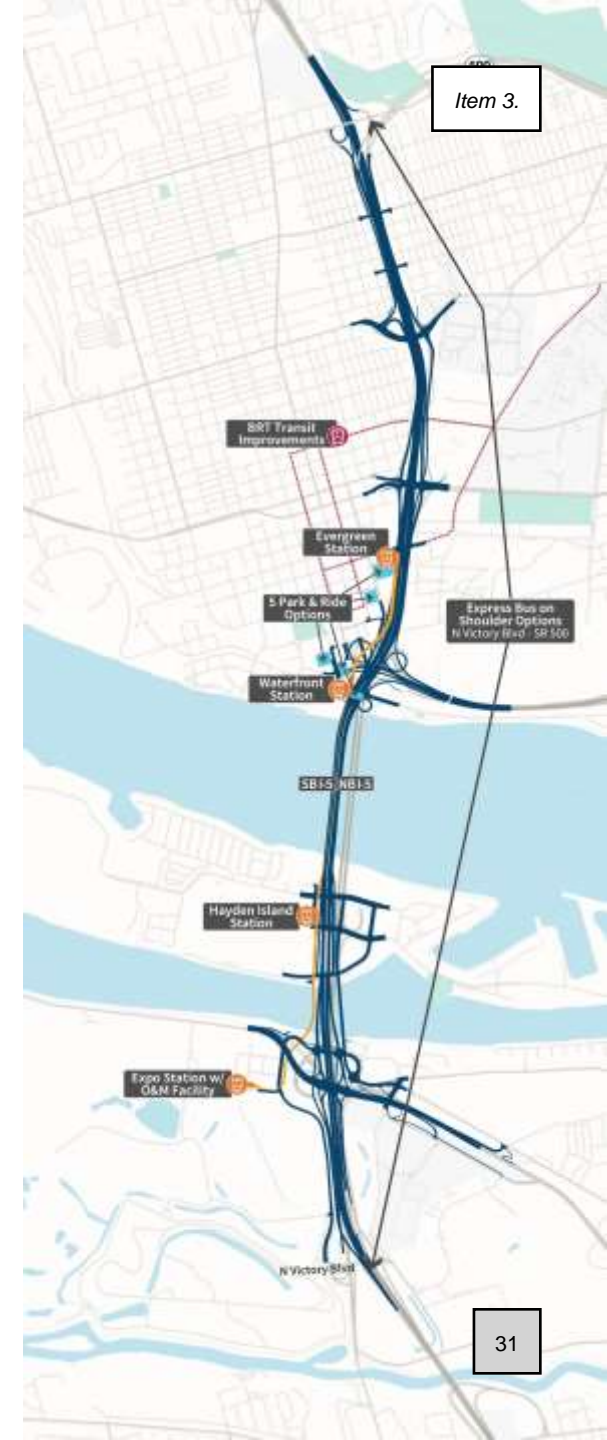 Item 3.
BRT Transit
Improvements
Evergreen
Station
5 Park & Ride
Options
Express Bus on
Shoulder Options
N Victory Blvd - SR 500
Waterfront
Station
SB I-5 NB I-5
Hayden Island
Station
Expo Station w/
O&M Facility
N Victory Blvd
31